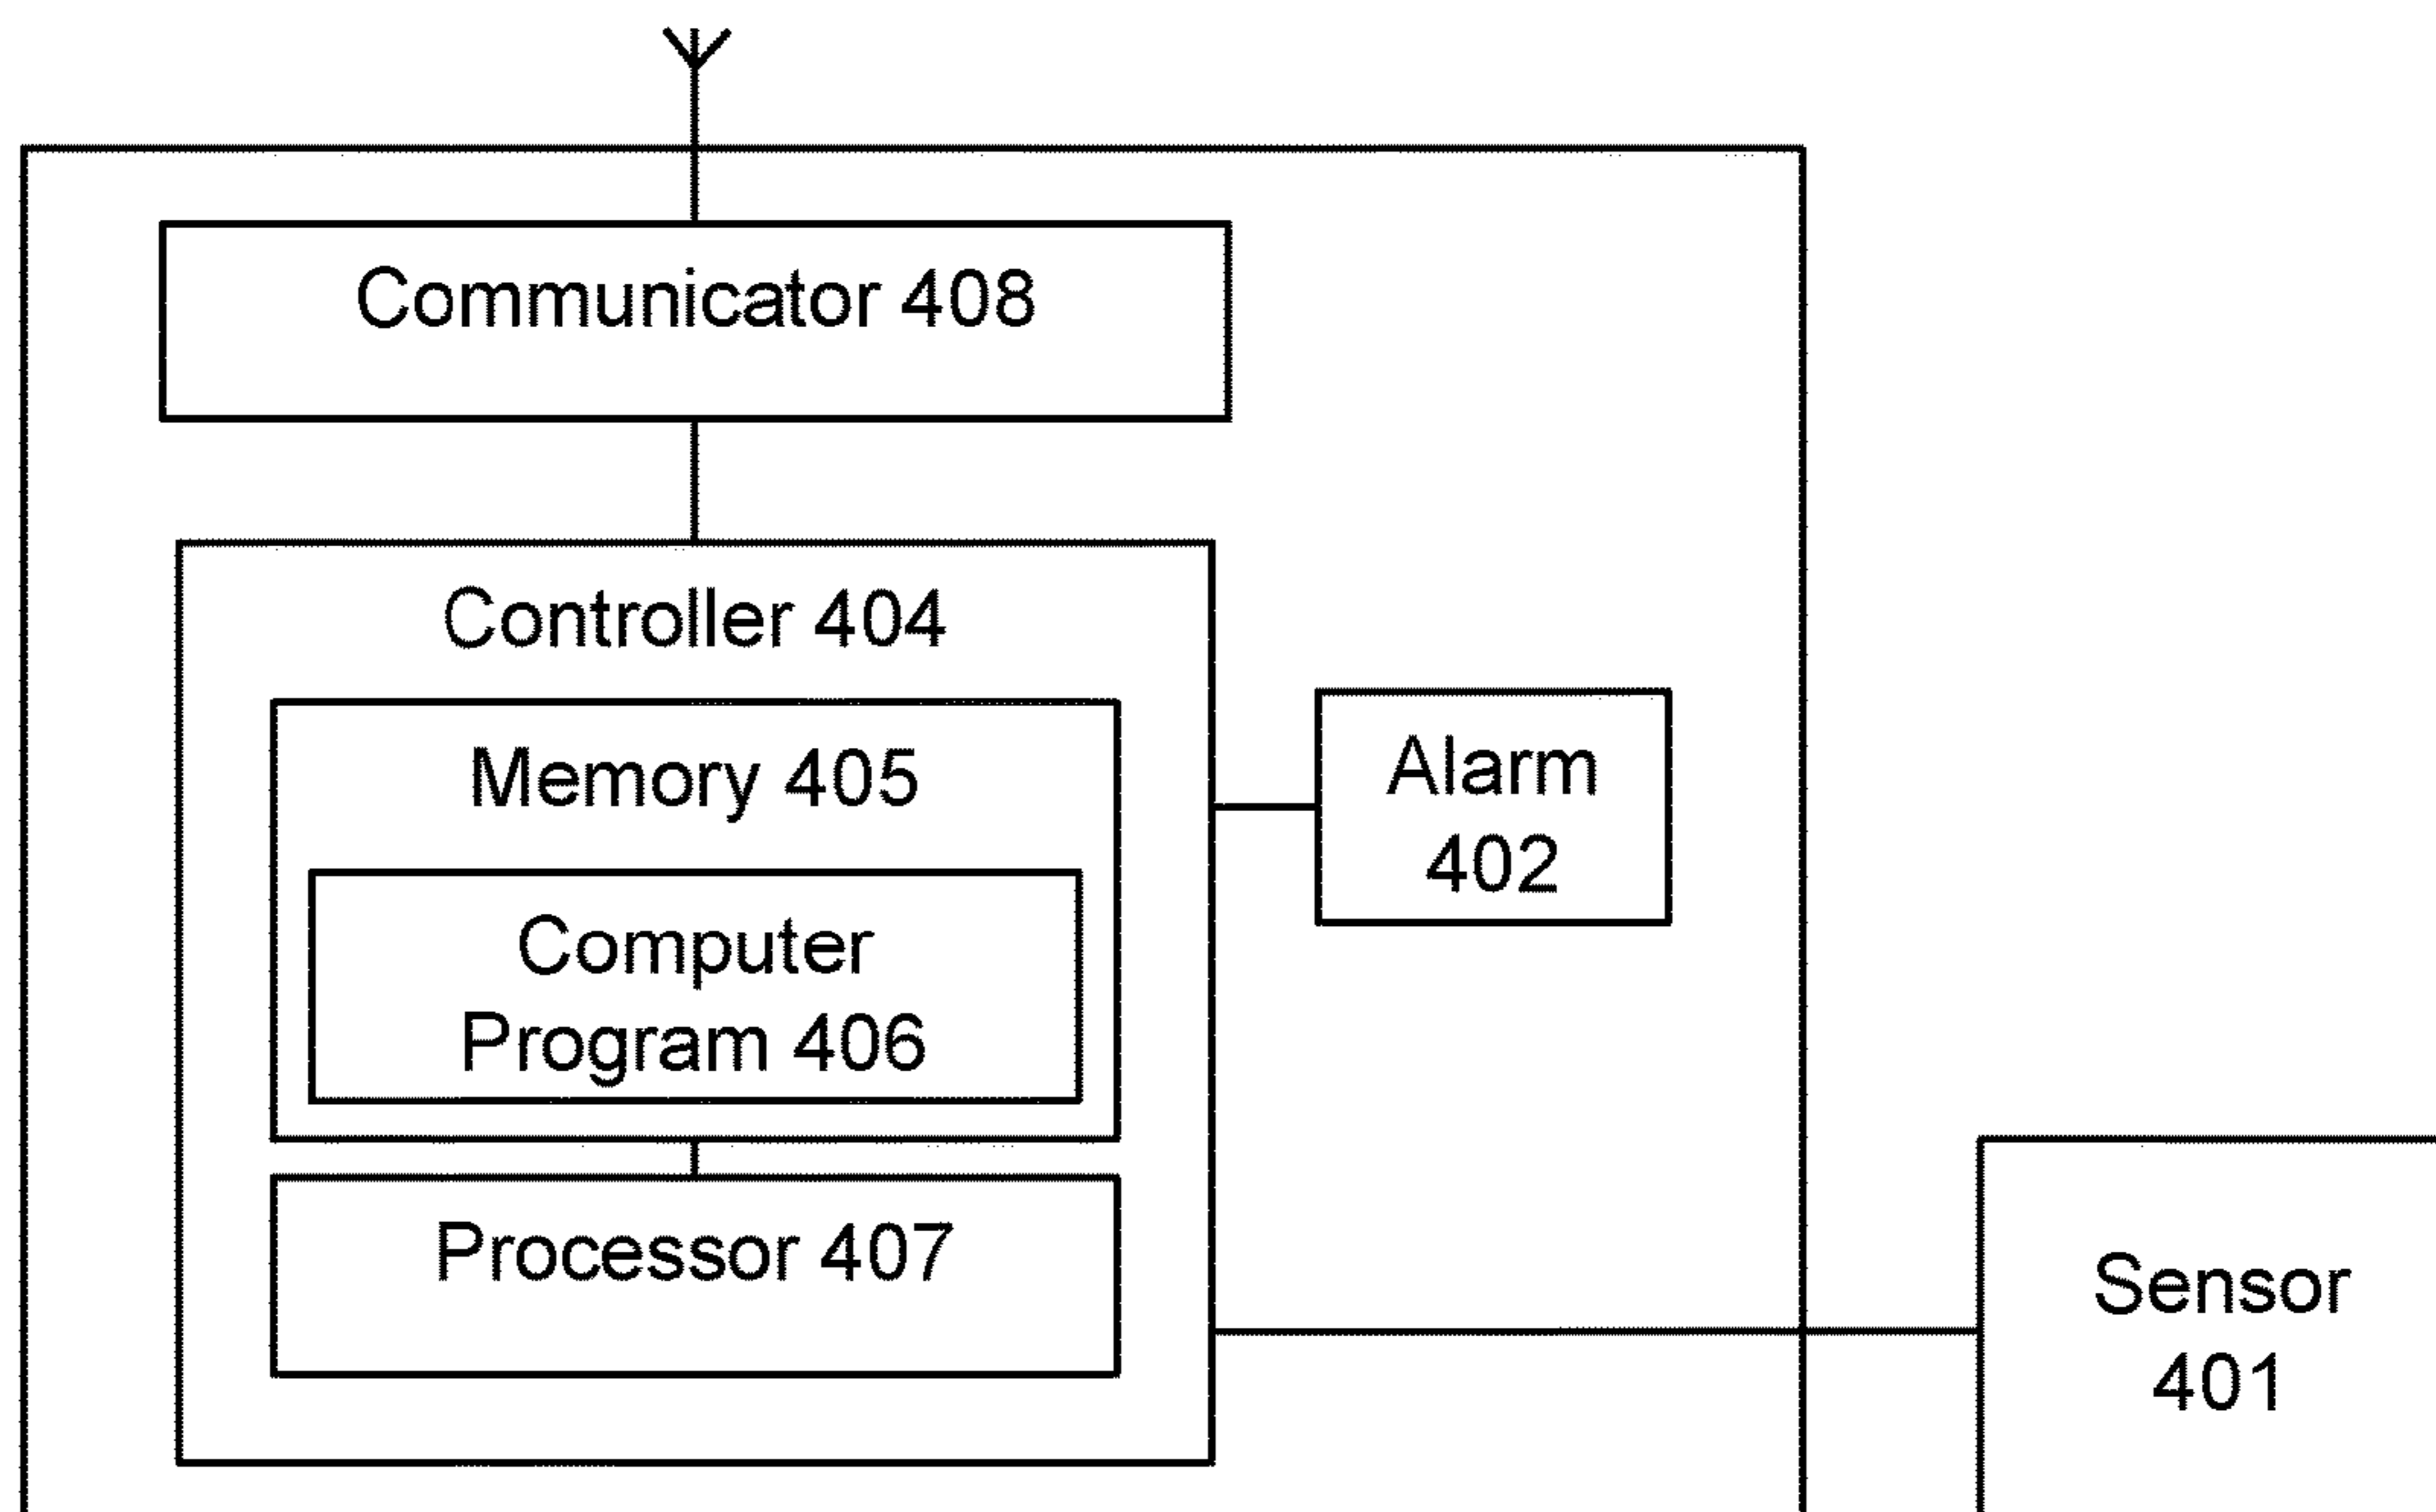 Communicator 408
Controller 404
Memory 405
Computer
Program 406
Processor 407
Alarm
402
Sensor
401